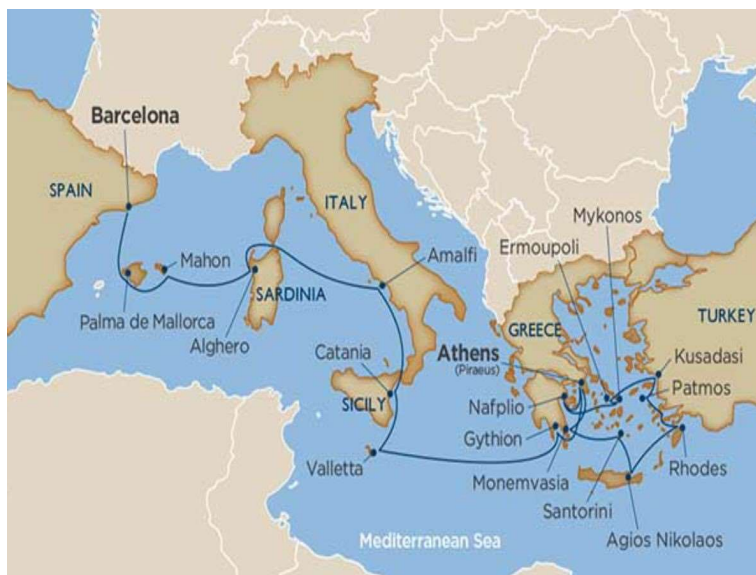 Barcelona
SPAIN
ITALY
Mykonos
Ermoupoli
Mahon
Amalfi
Palma de Mallorca
SARDINIA
Alghero
GREECE
TURKEY
Athens
(Piraeus)
Kusadasi
Catania
Patmos
SICILY
Nafplio
Gythion
Valletta
Monemvasia
Rhodes
Santorini
Mediterranean Sea
Agios Nikolaos